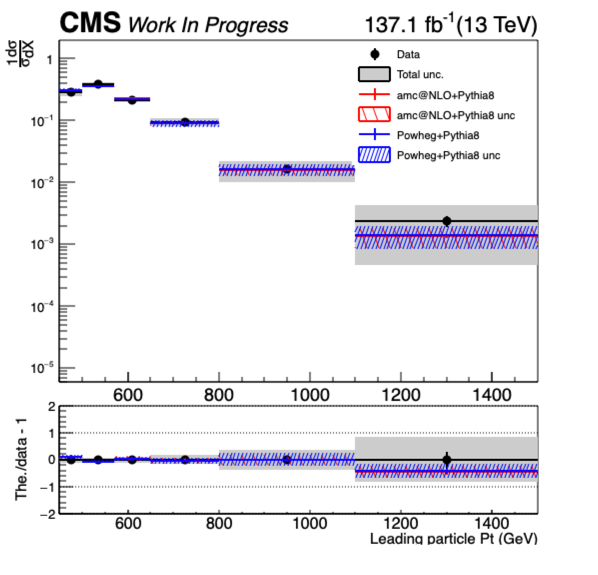 CMS Work In Progress 137.1 fb⁻¹(13 TeV)
1dσ
σdX
Data
Total unc.
amc@NLO+Pythia8
amc@NLO+Pythia8 unc
Powheg+Pythia8
Powheg+Pythia8 unc
1
10⁻¹
10⁻²
10⁻³
10⁻⁴
10⁻⁵
600 800 1000 1200 1400
The./data - 1
2
1
0
−1
−2
600 800 1000 1200 1400
Leading particle Pt (GeV)